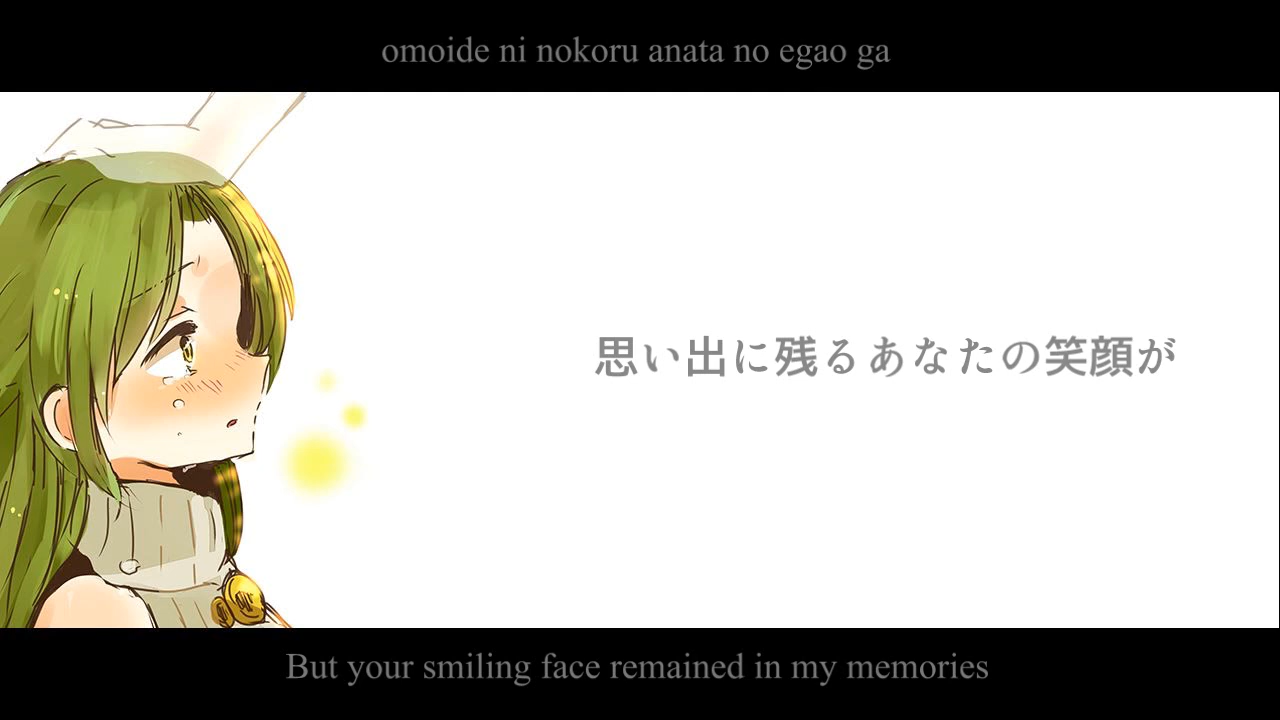 omoide ni nokoru anata no egao ga
思い出に残るあなたの笑顔が
But your smiling face remained in my memories